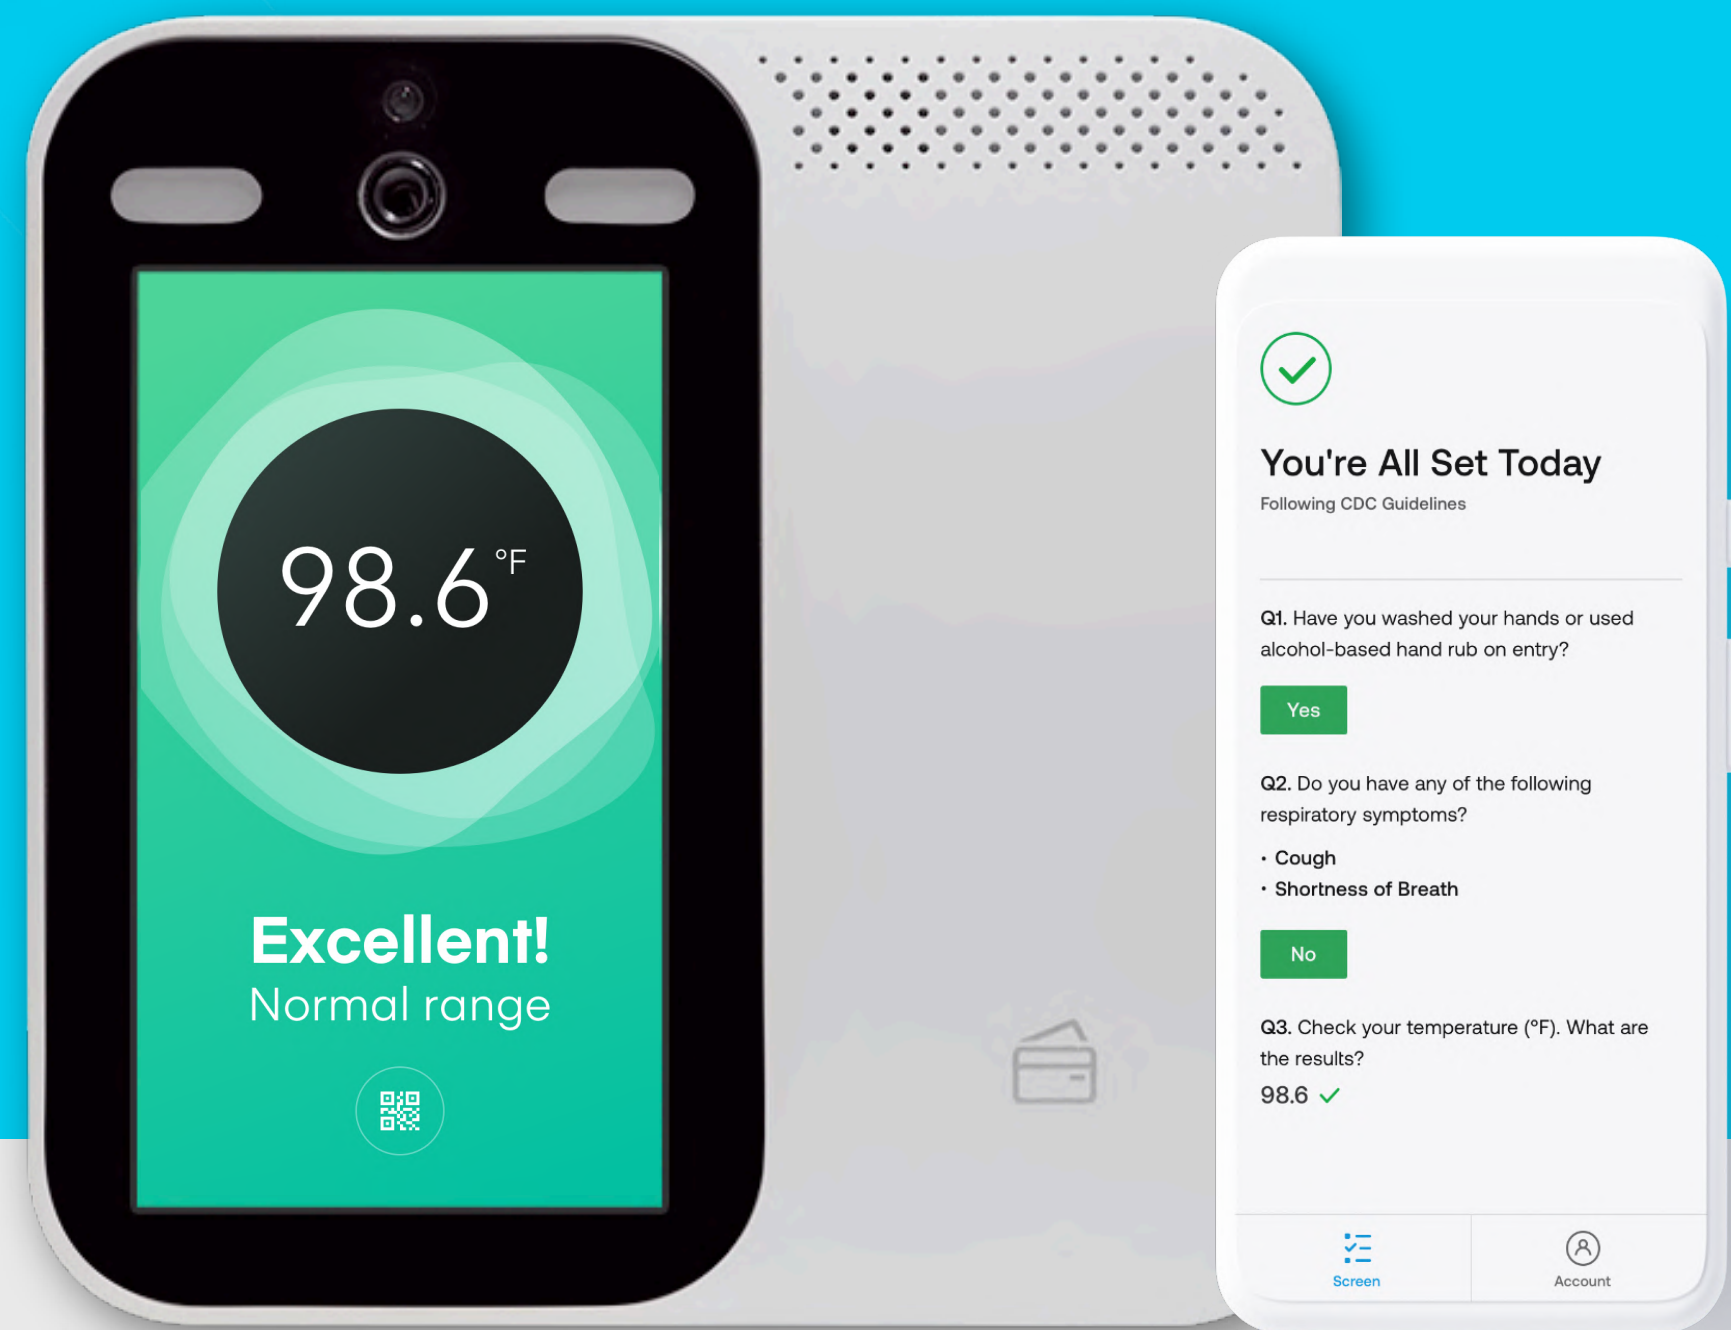 98.6 °F
Excellent!
Normal range
You're All Set Today
Following CDC Guidelines
Q1. Have you washed your hands or used
alcohol-based hand rub on entry?
Yes
Q2. Do you have any of the following
respiratory symptoms?
• Cough
• Shortness of Breath
No
Q3. Check your temperature (°F). What are
the results?
98.6
Screen
Account